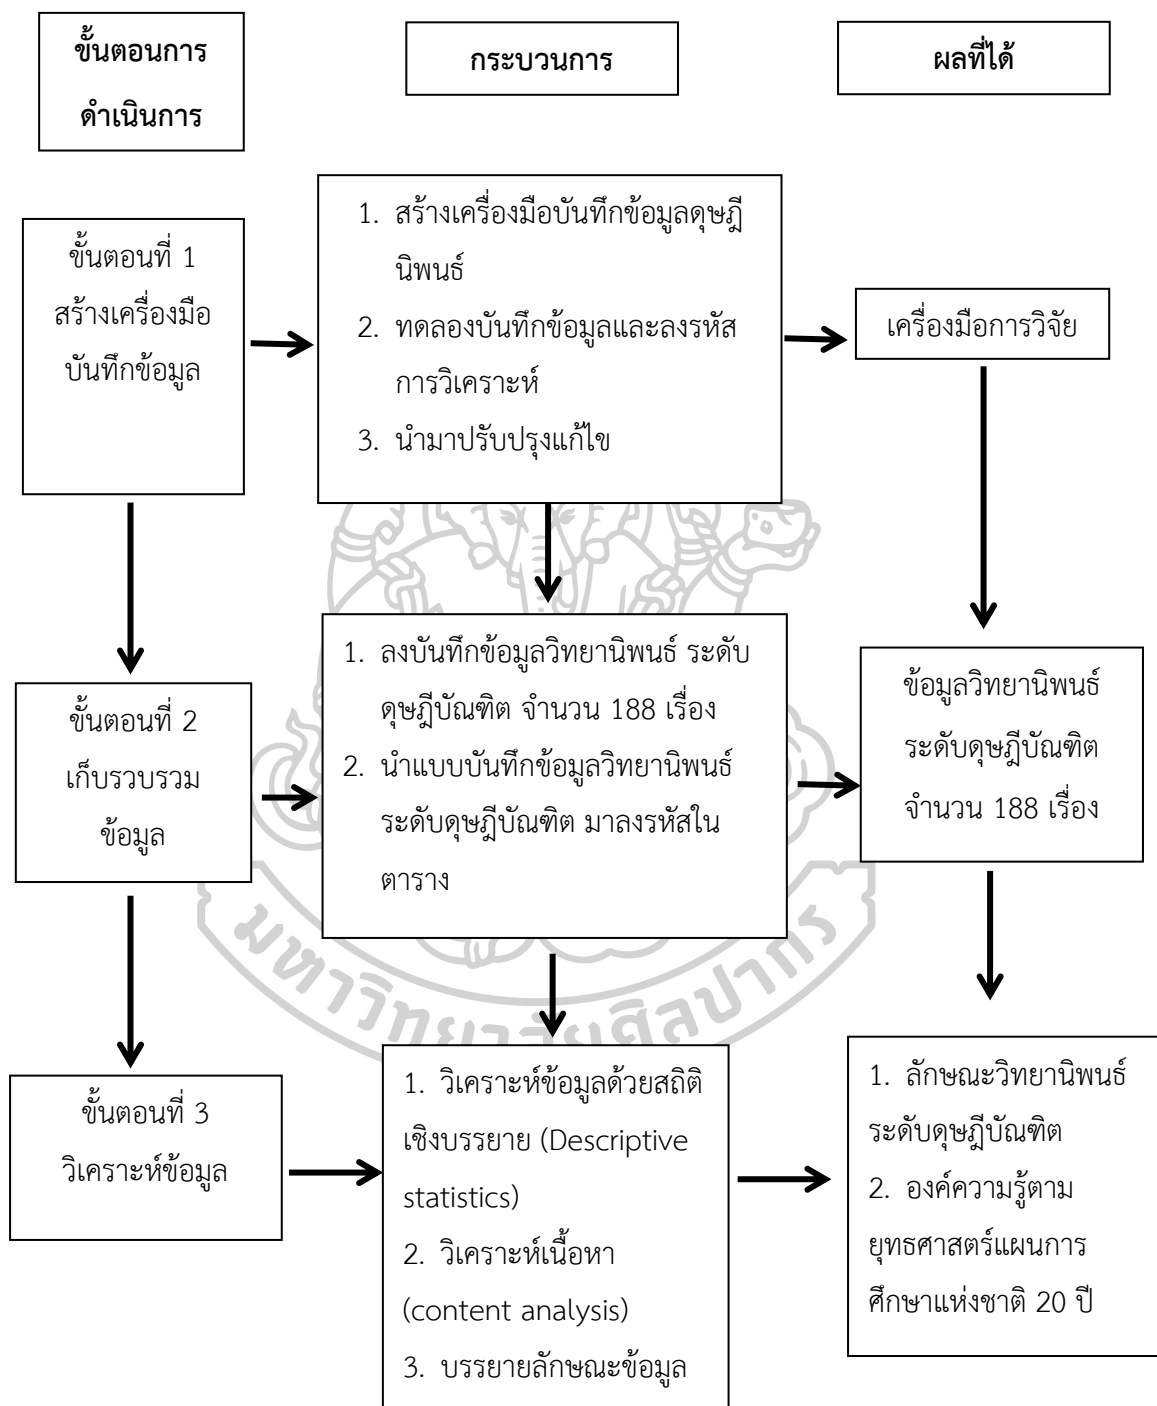 ขั้นตอนการ
ดำเนินการ
กระบวนการ
ผลที่ได้
ขั้นตอนที่ 1
สร้างเครื่องมือ
บันทึกข้อมูล
1. สร้างเครื่องมือบันทึกข้อมูลดุษฎี
นิพนธ์
2. ทดลองบันทึกข้อมูลและลงรหัส
การวิเคราะห์
3. นำมาปรับปรุงแก้ไข
เครื่องมือการวิจัย
ขั้นตอนที่ 2
เก็บรวบรวม
ข้อมูล
1. ลงบันทึกข้อมูลวิทยานิพนธ์ ระดับ
ดุษฎีบัณฑิต จำนวน 188 เรื่อง
2. นำแบบบันทึกข้อมูลวิทยานิพนธ์
ระดับดุษฎีบัณฑิต มาลงรหัสใน
ตาราง
ข้อมูลวิทยานิพนธ์
ระดับดุษฎีบัณฑิต
จำนวน 188 เรื่อง
มหาวิทยาลัยศิลปากร
ขั้นตอนที่ 3
วิเคราะห์ข้อมูล
1. วิเคราะห์ข้อมูลด้วยสถิติ
เชิงบรรยาย (Descriptive
statistics)
2. วิเคราะห์เนื้อหา
(content analysis)
3. บรรยายลักษณะข้อมูล
1. ลักษณะวิทยานิพนธ์
ระดับดุษฎีบัณฑิต
2. องค์ความรู้ตาม
ยุทธศาสตร์แผนการ
ศึกษาแห่งชาติ 20 ปี